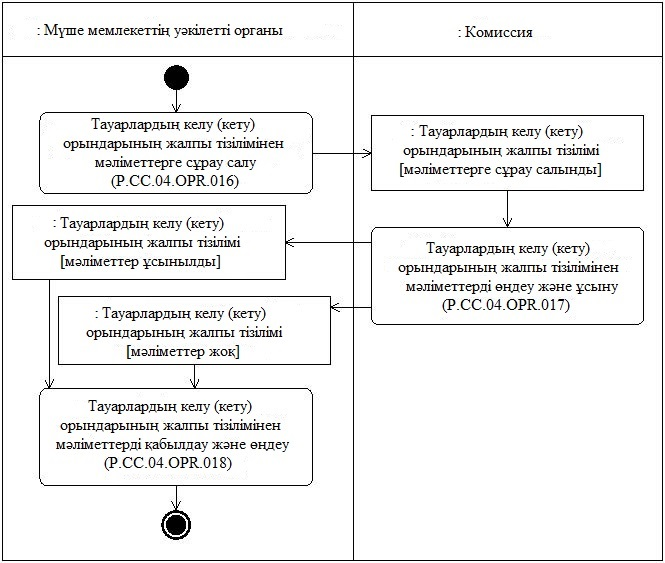 : Мүше мемлекеттің уәкілетті органы
: Комиссия
Тауарлардың келу (кету)
орындарының жалпы тізілімінен
мәліметтерге сұрау салу
(P.CC.04.OPR.016)
: Тауарлардың келу (кету)
орындарының жалпы тізілімі
[мәліметтерге сұрау салынды]
: Тауарлардың келу (кету)
орындарының жалпы тізілімі
[мәліметтер ұсынылды]
Тауарлардың келу (кету)
орындарының жалпы тізілімінен
мәліметтерді өңдеу және ұсыну
(P.CC.04.OPR.017)
: Тауарлардың келу (кету)
орындарының жалпы тізілімі
[мәліметтер жоқ]
Тауарлардың келу (кету)
орындарының жалпы тізілімінен
мәліметтерді қабылдау және өңдеу
(P.CC.04.OPR.018)